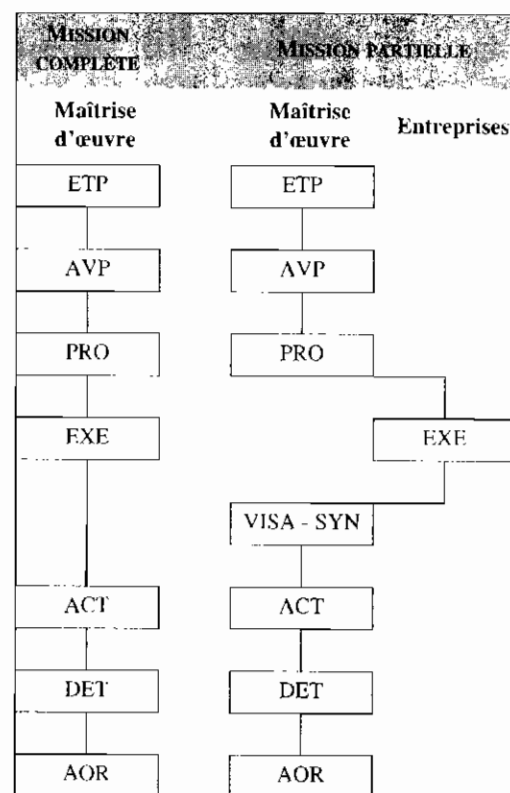 MISSION
COMPLÈTE
MISSION PARTIELLE
Maîtrise
d'œuvre
Maîtrise
d'œuvre
Entreprises
ETP
ETP
AVP
AVP
PRO
PRO
EXE
EXE
VISA - SYN
ACT
ACT
DET
DET
AOR
AOR